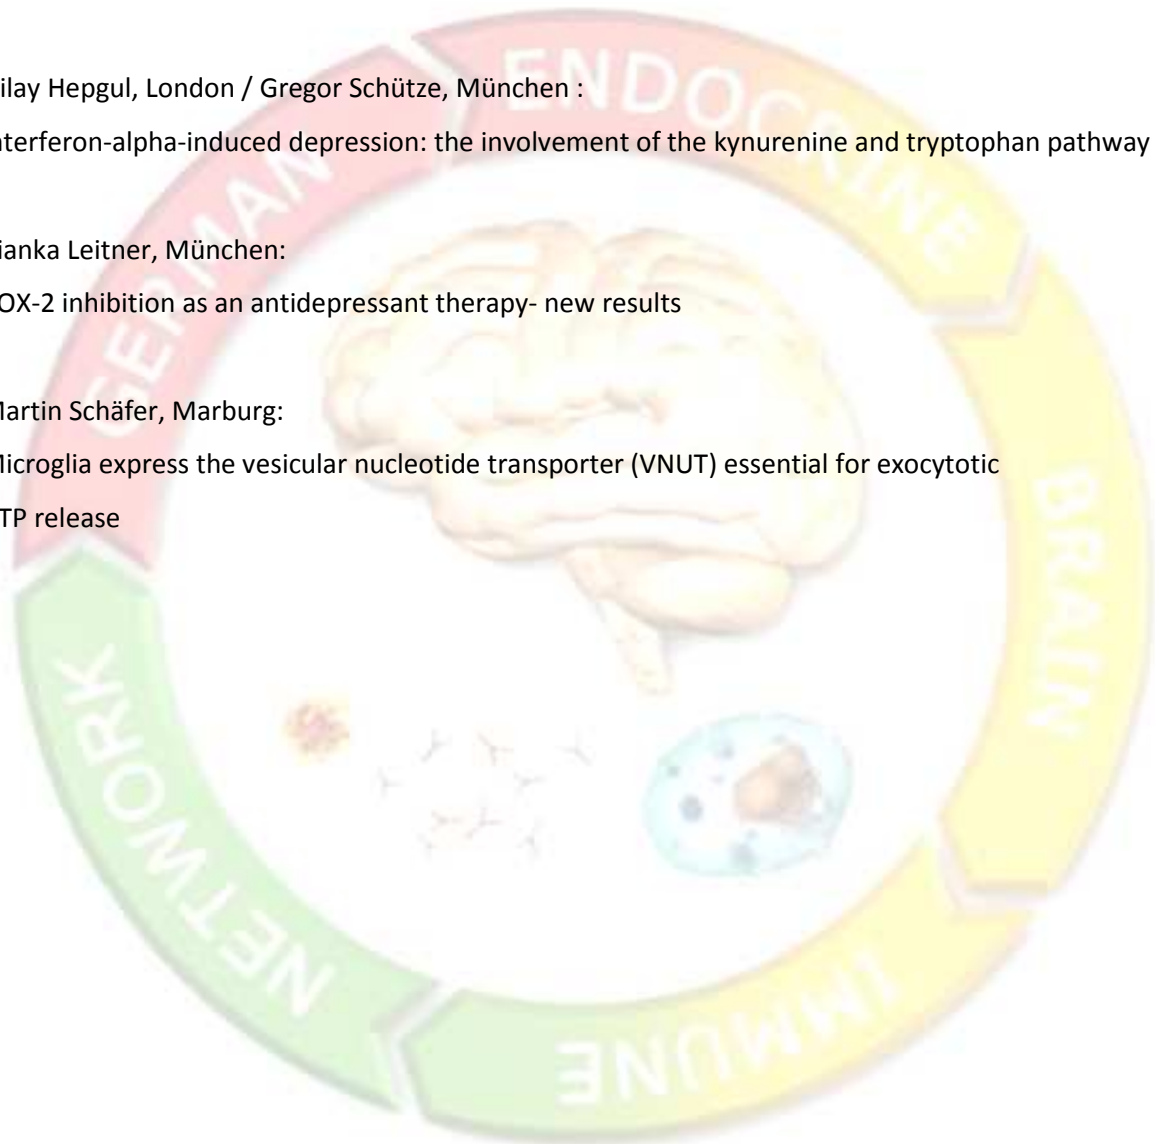 ilay Hepgul, London / Gregor Schütze, München :
nterferon-alpha-induced depression: the involvement of the kynurenine and tryptophan pathway
ianka Leitner, München:
OX-2 inhibition as an antidepressant therapy- new results
Martin Schäfer, Marburg:
Microglia express the vesicular nucleotide transporter (VNUT) essential for exocytotic
TP release
GERMAN
ENDOCRINE
BRAIN
IMMUNE
NETWORK